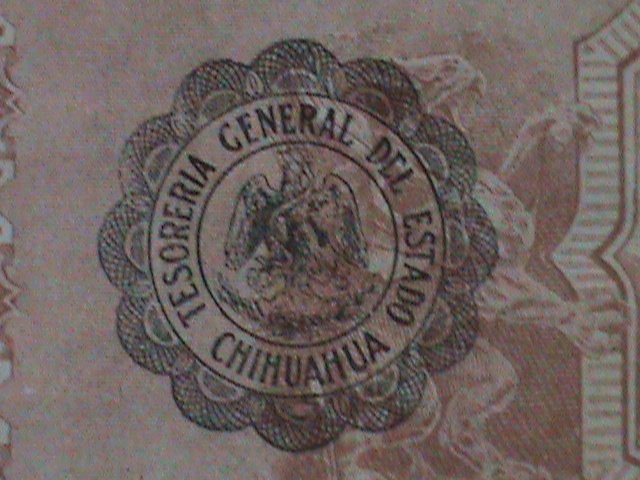 TESORERIA GENERAL DEL ESTADO
CHIHUAHUA